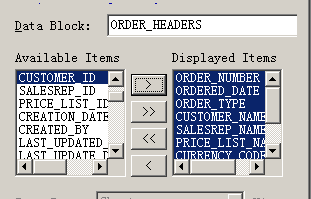 Data Block: ORDER_HEADERS
Available Items
CUSTOMER_ID
SALESREP_ID
PRICE_LIST_ID
CREATION_DATE
CREATED_BY
LAST_UPDATED_
LAST_UPDATE_D
>
>>
<<
<
Displayed Items
ORDER_NUMBER
ORDERED_DATE
ORDER_TYPE
CUSTOMER_NAME
SALESREP_NAME
PRICE_LIST_NA
CURRENCY_CODE